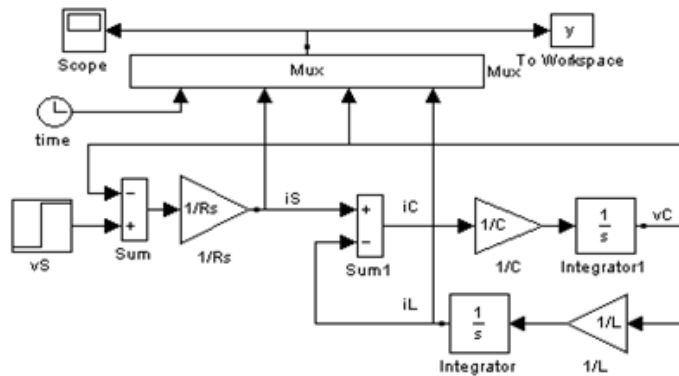 y
Scope
To Workspace
Mux
Mux
time
−
+
vS
Sum
1/Rs
1/Rs
iS
+
−
Sum1
iC
1/C
1/C
1
s
Integrator1
vC
iL
1
s
Integrator
1/L
1/L